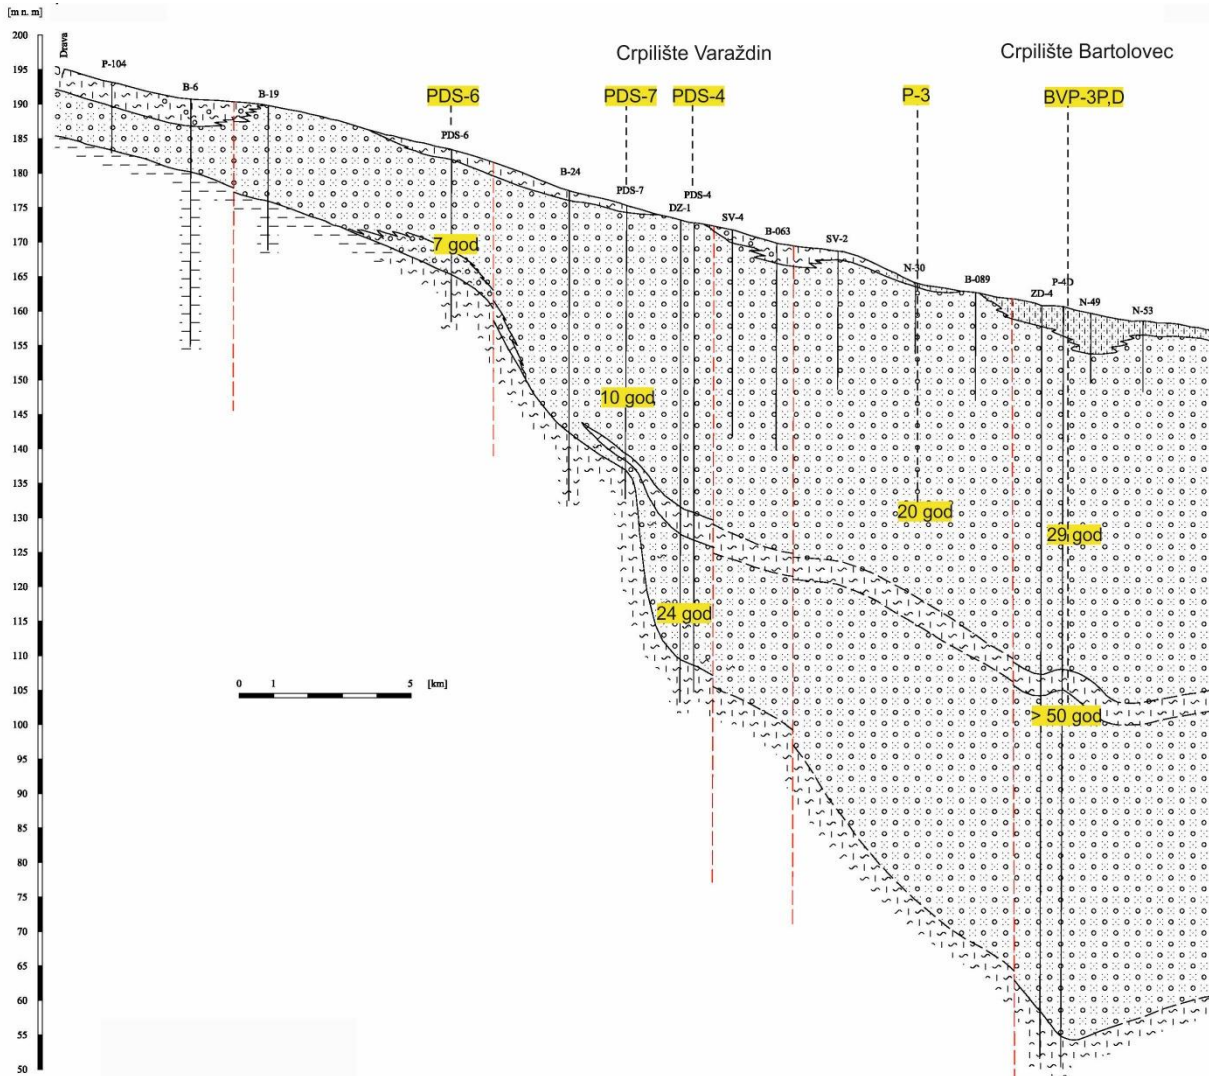 [m n. m]
200
195
190
185
180
175
170
165
160
155
150
145
140
135
130
125
120
115
110
105
100
95
90
85
80
75
70
65
60
55
50
Crpilište Varaždin
Crpilište Bartolovec
PDS-6
PDS-7
PDS-4
P-3
BVP-3P,D
Drava
P-104
B-6
B-19
PDS-6
B-24
PDS-7
PDS-4
DZ-1
SV-4
B-063
SV-2
N-30
B-089
ZD-4
P-4D
N-49
N-53
7 god
10 god
20 god
29 god
24 god
> 50 god
0 1 5 [km]